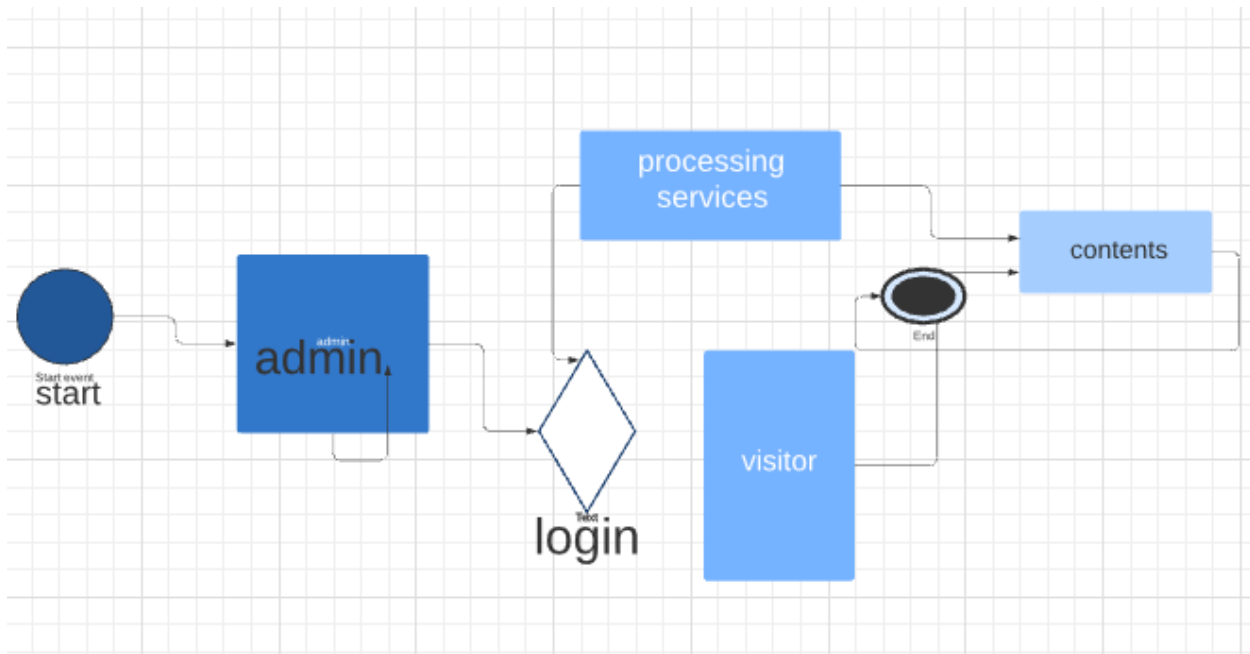 processing
services
contents
admin
admin
End
Start event
start
visitor
Text
login